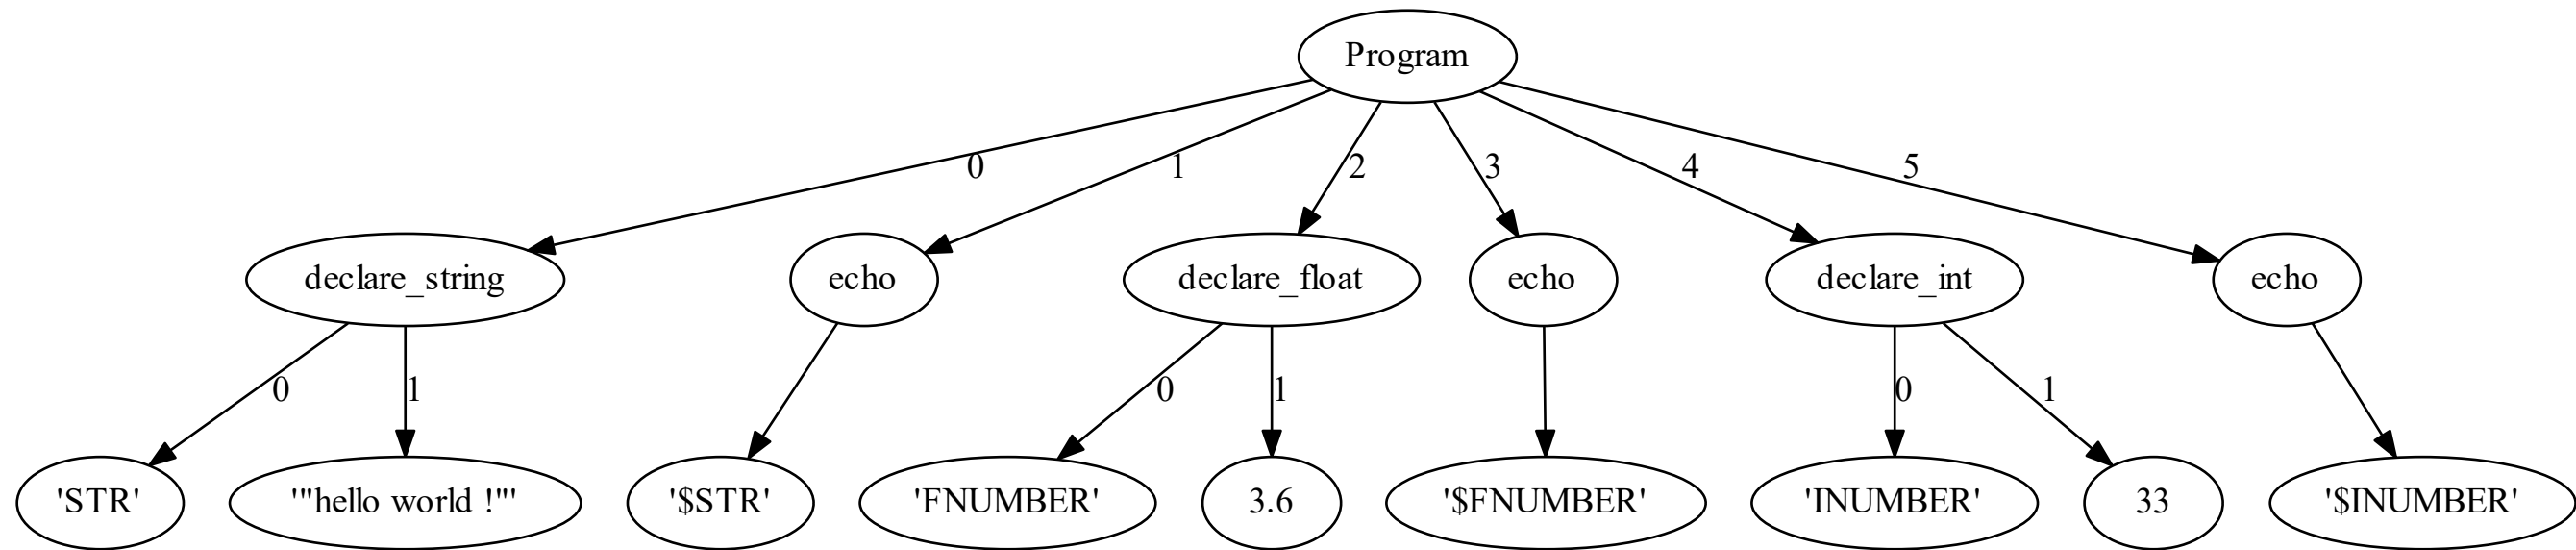 Program
0 1 2 3 4 5
declare_string echo declare_float echo declare_int echo
0 1 0 1 0 1
'STR' '"hello world !"' '$STR' 'FNUMBER' 3.6 '$FNUMBER' 'INUMBER' 33 '$INUMBER'